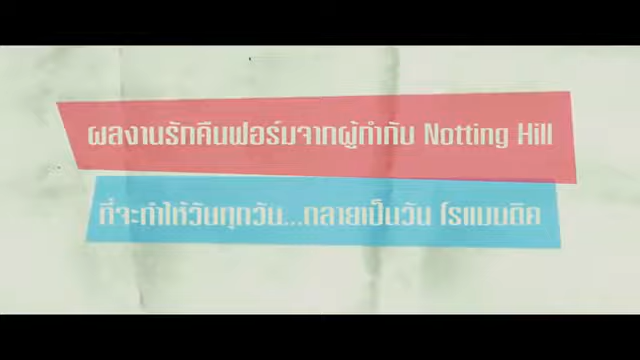 ผลงานรักคืนฟอร์มจากผู้กำกับ Notting Hill
ที่จะทำให้วันทุกวัน...กลายเป็นวัน โรแมนติก